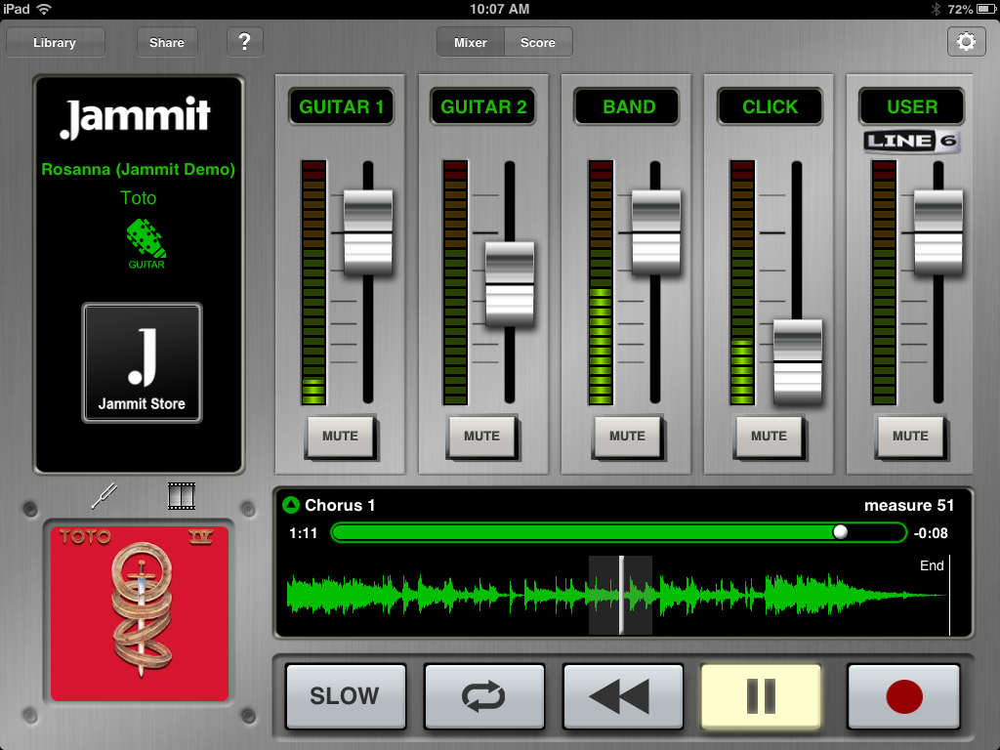 iPad
10:07 AM
72%
Library
Share
?
Mixer
Score
Jammit
Rosanna (Jammit Demo)
Toto
GUITAR
J
Jammit Store
GUITAR 1
GUITAR 2
BAND
CLICK
USER
LINE 6
MUTE
MUTE
MUTE
MUTE
MUTE
TOTO IV
Chorus 1
measure 51
1:11
-0:08
End
SLOW